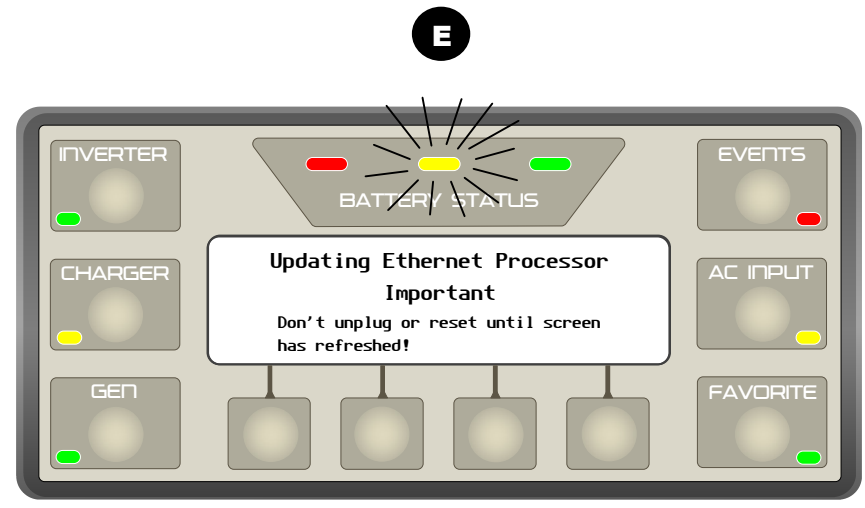 E
INVERTER
BATTERY STATUS
EVENTS
CHARGER
Updating Ethernet Processor
Important
Don't unplug or reset until screen
has refreshed!
AC INPUT
GEN
FAVORITE